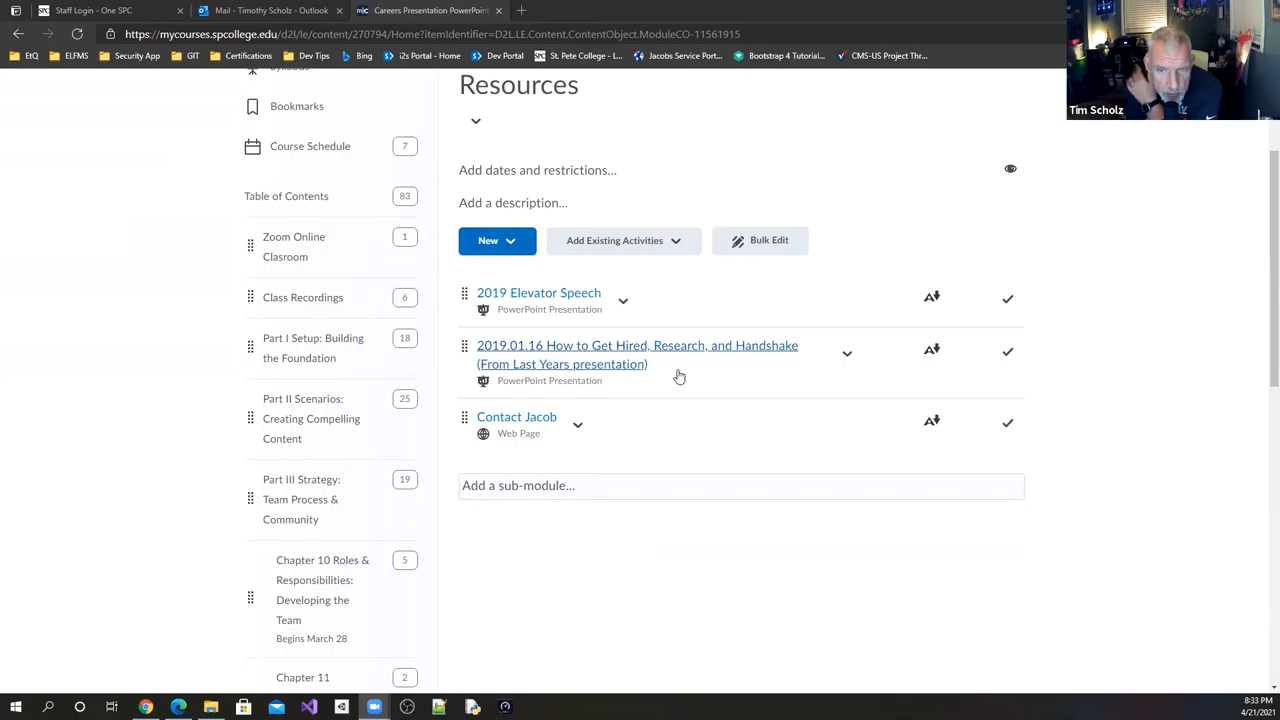 Staff Login - One SPC
Mail - Timothy Scholz - Outlook
Careers Presentation PowerPoint
https://mycourses.spcollege.edu/d2l/le/content/270794/Home?itemIdentifier=D2L.LE.Content.ContentObject.ModuleCO-11561915
EtQ
ELFMS
Security App
GIT
Certifications
Dev Tips
Bing
i2s Portal - Home
Dev Portal
St. Pete College - L...
Jacobs Service Port...
Bootstrap 4 Tutorial...
CMS-US Project Thr...
Tim Scholz
Bookmarks
Course Schedule
7
Table of Contents
83
Zoom Online
Clasroom
1
Class Recordings
6
Part I Setup: Building
the Foundation
18
Part II Scenarios:
Creating Compelling
Content
25
Part III Strategy:
Team Process &
Community
19
Chapter 10 Roles &
Responsibilities:
Developing the
Team
Begins March 28
5
Chapter 11
2
Resources
Add dates and restrictions...
Add a description...
New
Add Existing Activities
Bulk Edit
2019 Elevator Speech
PowerPoint Presentation
2019.01.16 How to Get Hired, Research, and Handshake
(From Last Years presentation)
PowerPoint Presentation
Contact Jacob
Web Page
Add a sub-module...
8:33 PM
4/21/2021